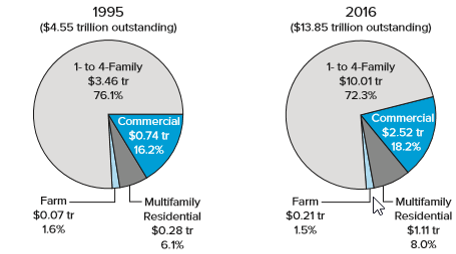 1995
($4.55 trillion outstanding)
1- to 4-Family
$3.46 tr
76.1%
Commercial
$0.74 tr
16.2%
Farm
$0.07 tr
1.6%
Multifamily
Residential
$0.28 tr
6.1%
2016
($13.85 trillion outstanding)
1- to 4-Family
$10.01 tr
72.3%
Commercial
$2.52 tr
18.2%
Farm
$0.21 tr
1.5%
Multifamily
Residential
$1.11 tr
8.0%